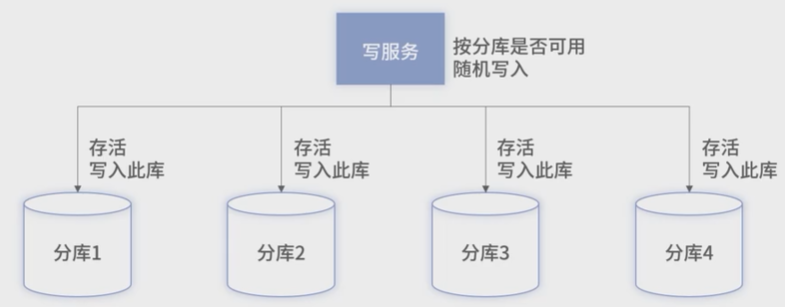 写服务
按分库是否可用
随机写入
存活
写入此库
存活
写入此库
存活
写入此库
存活
写入此库
分库1
分库2
分库3
分库4